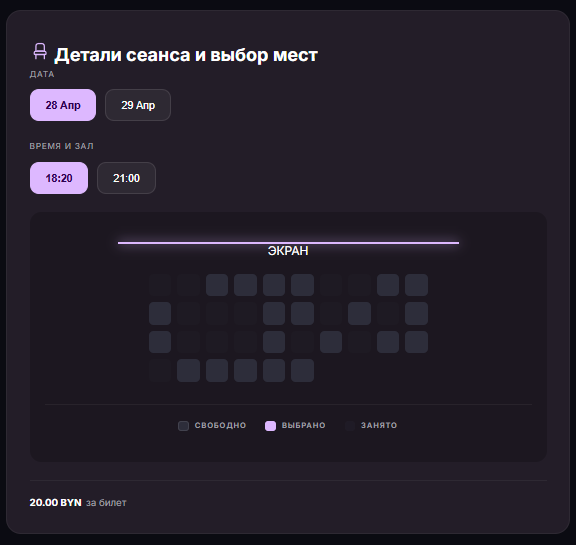 Детали сеанса и выбор мест
ДАТА
28 Апр 29 Апр
ВРЕМЯ И ЗАЛ
18:20 21:00
ЭКРАН
СВОБОДНО ВЫБРАНО ЗАНЯТО
20.00 BYN за билет